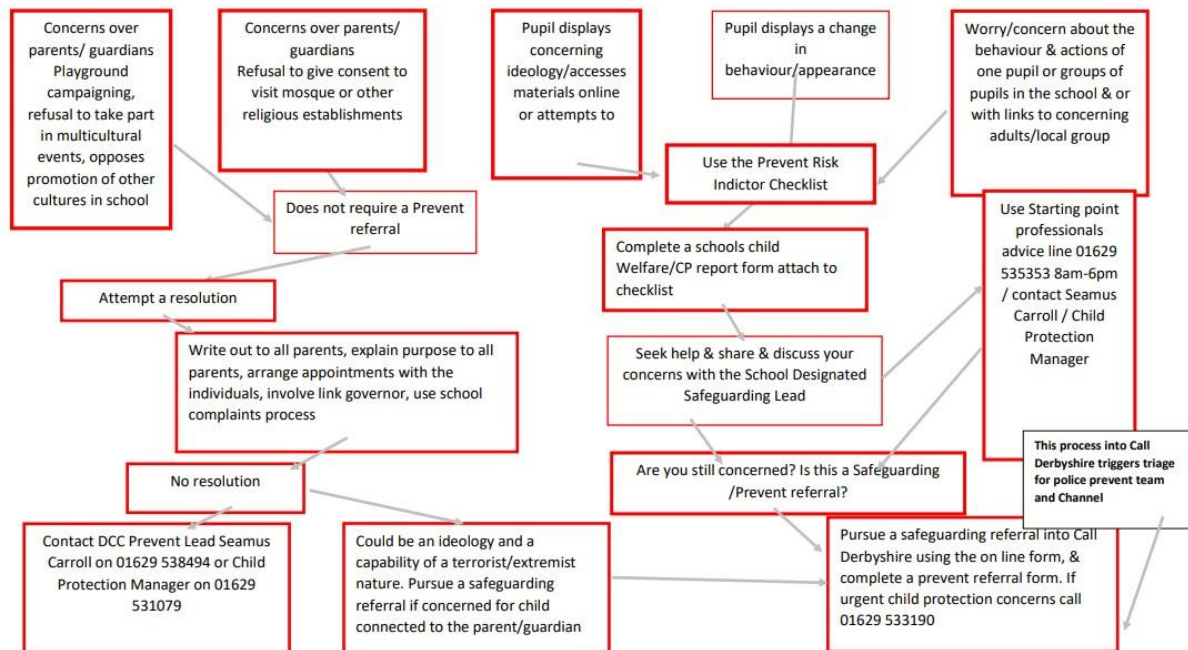 Concerns over
parents/ guardians
Playground
campaigning,
refusal to take part
in multicultural
events, opposes
promotion of other
cultures in school
Concerns over parents/
guardians
Refusal to give consent to
visit mosque or other
religious establishments
Pupil displays
concerning
ideology/accesses
materials online
or attempts to
Pupil displays a change
in
behaviour/appearance
Worry/concern about the
behaviour & actions of
one pupil or groups of
pupils in the school & or
with links to concerning
adults/local group
Use the Prevent Risk
Indictor Checklist
Does not require a Prevent
referral
Use Starting point
professionals
advice line 01629
535353 8am-6pm
/ contact Seamus
Carroll / Child
Protection
Manager
Complete a schools child
Welfare/CP report form attach to
checklist
Attempt a resolution
Write out to all parents, explain purpose to all
parents, arrange appointments with the
individuals, involve link governor, use school
complaints process
Seek help & share & discuss your
concerns with the School Designated
Safeguarding Lead
This process into Call
Derbyshire triggers triage
for police prevent team
and Channel
No resolution
Are you still concerned? Is this a Safeguarding
/Prevent referral?
Contact DCC Prevent Lead Seamus
Carroll on 01629 538494 or Child
Protection Manager on 01629
531079
Could be an ideology and a
capability of a terrorist/extremist
nature. Pursue a safeguarding
referral if concerned for child
connected to the parent/guardian
Pursue a safeguarding referral into Call
Derbyshire using the on line form, &
complete a prevent referral form. If
urgent child protection concerns call
01629 533190